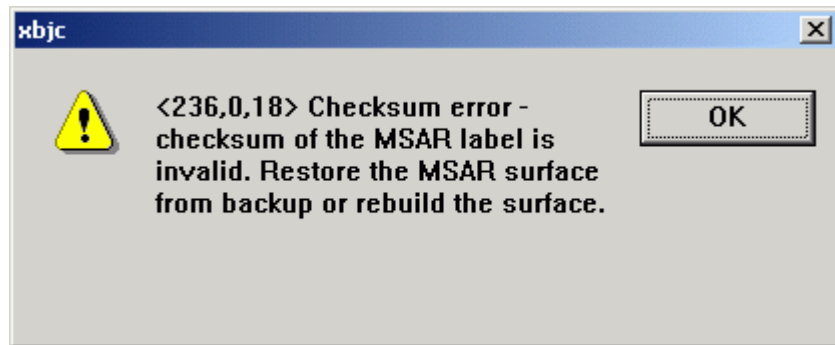 xbjc
<236,0,18> Checksum error -
checksum of the MSAR label is
invalid. Restore the MSAR surface
from backup or rebuild the surface.
OK